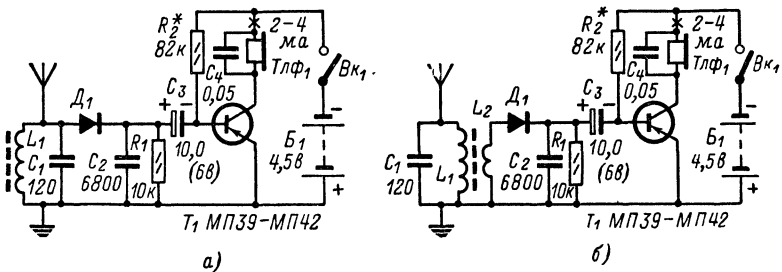 R2*
82к
2–4
ма
Тлф1
C4
0,05
C3
+ −
10,0
(6в)
Вк1
Д1
L1
C1
120
C2
6800
R1
10к
−
Б1
4,5в
+
Т1 МП39–МП42
а)
R2*
82к
2–4
ма
Тлф1
C4
0,05
C3
+ −
10,0
(6в)
Вк1
Д1
L2
L1
C1
120
C2
6800
R1
10к
−
Б1
4,5в
+
Т1 МП39–МП42
б)